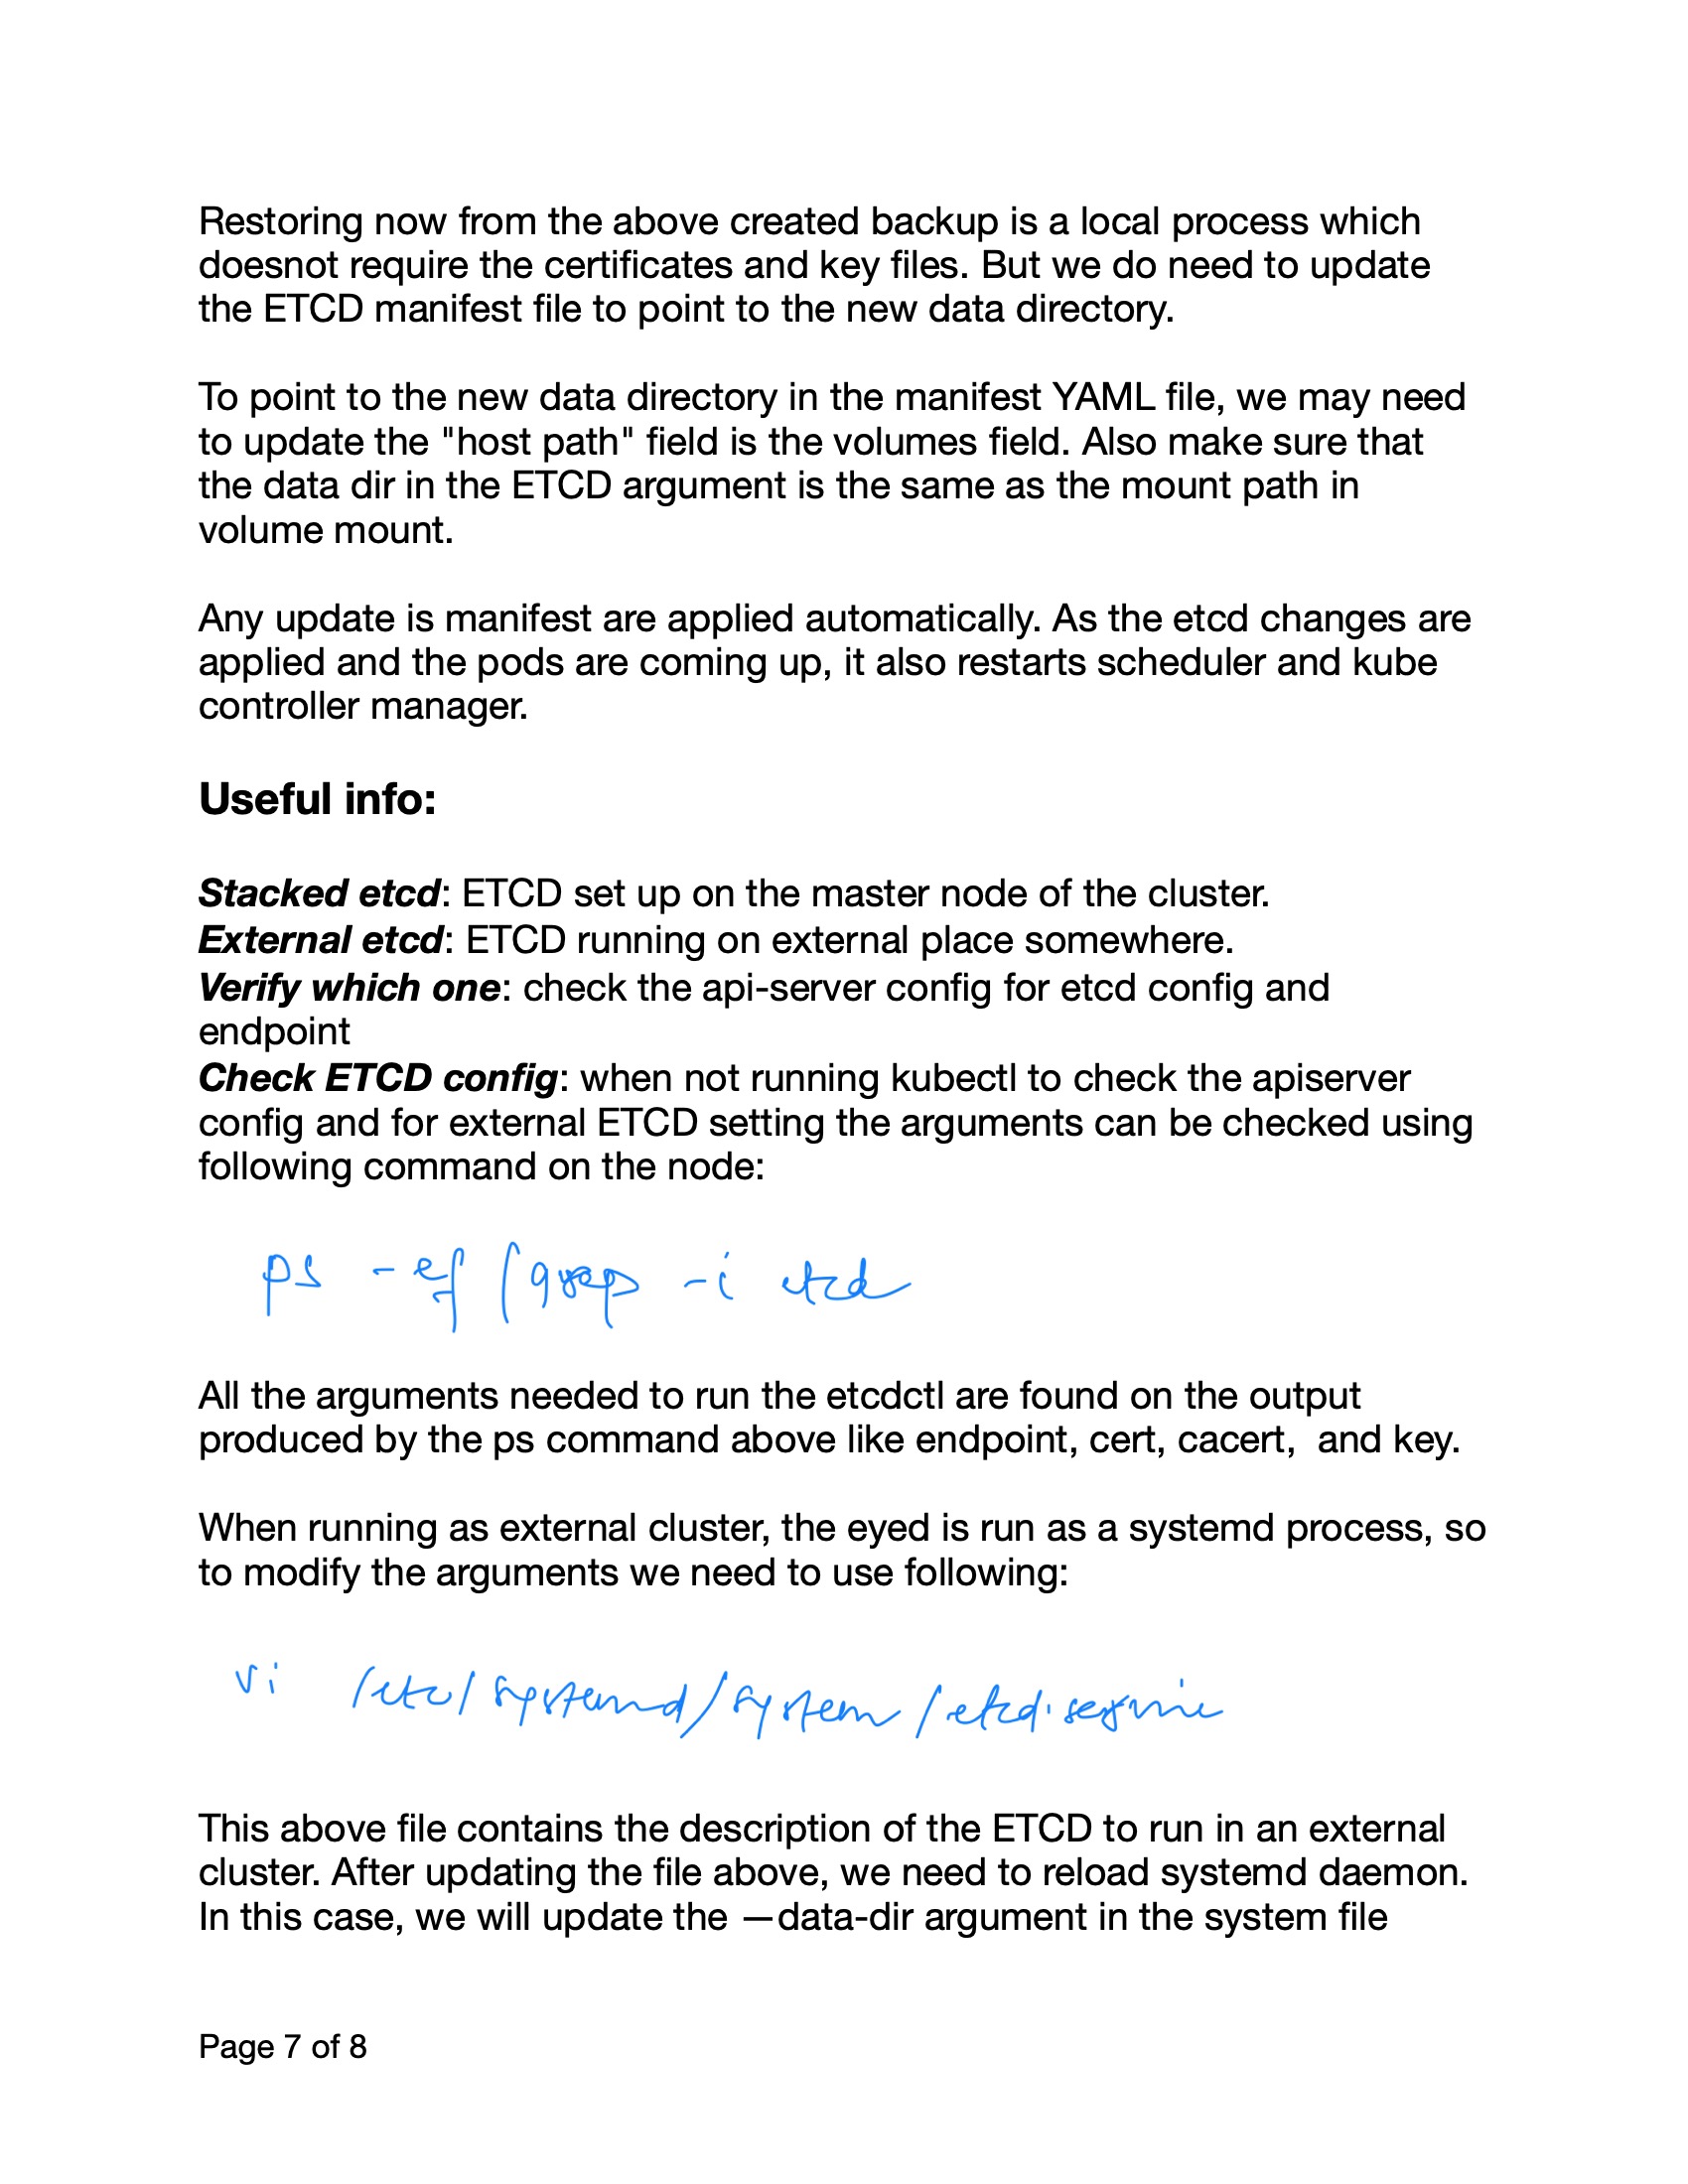 Restoring now from the above created backup is a local process which
doesnot require the certificates and key files. But we do need to update
the ETCD manifest file to point to the new data directory.
To point to the new data directory in the manifest YAML file, we may need
to update the "host path" field is the volumes field. Also make sure that
the data dir in the ETCD argument is the same as the mount path in
volume mount.
Any update is manifest are applied automatically. As the etcd changes are
applied and the pods are coming up, it also restarts scheduler and kube
controller manager.
Useful info:
Stacked etcd: ETCD set up on the master node of the cluster.
External etcd: ETCD running on external place somewhere.
Verify which one: check the api-server config for etcd config and
endpoint
Check ETCD config: when not running kubectl to check the apiserver
config and for external ETCD setting the arguments can be checked using
following command on the node:
ps -ef | grep -i etcd
All the arguments needed to run the etcdctl are found on the output
produced by the ps command above like endpoint, cert, cacert,  and key.
When running as external cluster, the eyed is run as a systemd process, so
to modify the arguments we need to use following:
vi /etc/systemd/system/etcd.service
This above file contains the description of the ETCD to run in an external
cluster. After updating the file above, we need to reload systemd daemon.
In this case, we will update the —data-dir argument in the system file
Page 7 of 8